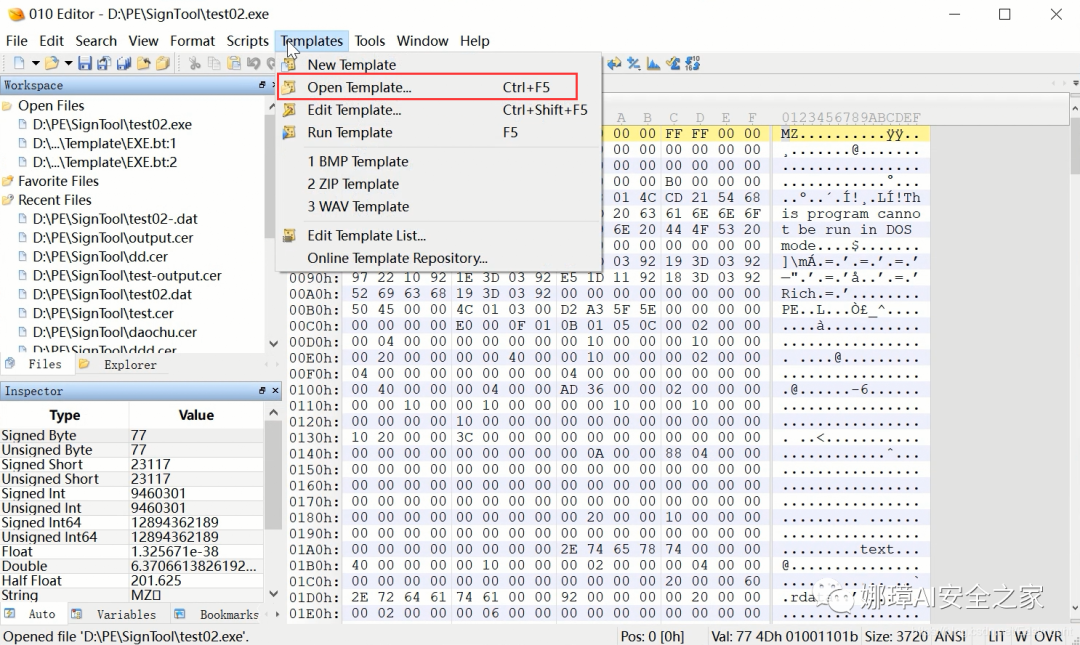 010 Editor - D:\PE\SignTool\test02.exe
File Edit Search View Format Scripts Templates Tools Window Help
Workspace
Open Files
D:\PE\SignTool\test02.exe
D:\...\Template\EXE.bt:1
D:\...\Template\EXE.bt:2
Favorite Files
Recent Files
D:\PE\SignTool\test02-.dat
D:\PE\SignTool\output.cer
D:\PE\SignTool\dd.cer
D:\PE\SignTool\test-output.cer
D:\PE\SignTool\test02.dat
D:\PE\SignTool\test.cer
D:\PE\SignTool\daochu.cer
D:\PE\SignTool\ddd.cer
Files Explorer
New Template
Open Template... Ctrl+F5
Edit Template... Ctrl+Shift+F5
Run Template F5
1 BMP Template
2 ZIP Template
3 WAV Template
Edit Template List...
Online Template Repository...
Inspector
Type Value
Signed Byte 77
Unsigned Byte 77
Signed Short 23117
Unsigned Short 23117
Signed Int 9460301
Unsigned Int 9460301
Signed Int64 12894362189
Unsigned Int64 12894362189
Float 1.325671e-38
Double 6.3706613826192...
Half Float 201.625
String MZ
Auto Variables Bookmarks
A B C D E F 0123456789ABCDEF
00 00 FF FF 00 00 MZ..........ÿÿ..
00 00 00 00 00 00 ¸.......@.......
00 00 00 00 00 00 ................
00 00 B0 00 00 00 ............°...
01 4C CD 21 54 68 ..º..´.Í!¸.LÍ!Th
20 63 61 6E 6E 6F is program canno
6E 20 44 4F 53 20 t be run in DOS
00 00 00 00 00 00 mode....$.......
03 92 19 3D 03 92 ]\mÁ.=.’.=.’.=.’
0090h: 97 22 10 92 1E 3D 03 92 E5 1D 11 92 18 3D 03 92 —".’.=.’å..’.=.’
00A0h: 52 69 63 68 19 3D 03 92 00 00 00 00 00 00 00 00 Rich.=.’........
00B0h: 50 45 00 00 4C 01 03 00 D2 A3 5F 5E 00 00 00 00 PE..L...Ò£_^....
00C0h: 00 00 00 00 E0 00 0F 01 0B 01 05 0C 00 02 00 00 ....à...........
00D0h: 00 04 00 00 00 00 00 00 00 10 00 00 00 10 00 00 ................
00E0h: 00 20 00 00 00 00 40 00 00 10 00 00 00 02 00 00 . ....@.........
00F0h: 04 00 00 00 00 00 00 00 04 00 00 00 00 00 00 00 ................
0100h: 00 40 00 00 00 04 00 00 AD 36 00 00 02 00 00 00 .@......-6......
0110h: 00 00 10 00 00 10 00 00 00 00 10 00 00 10 00 00 ................
0120h: 00 00 00 00 10 00 00 00 00 00 00 00 00 00 00 00 ................
0130h: 10 20 00 00 3C 00 00 00 00 00 00 00 00 00 00 00 . ..<...........
0140h: 00 00 00 00 00 00 00 00 00 0A 00 00 88 04 00 00 ............ˆ...
0150h: 00 00 00 00 00 00 00 00 00 00 00 00 00 00 00 00 ................
0160h: 00 00 00 00 00 00 00 00 00 00 00 00 00 00 00 00 ................
0170h: 00 00 00 00 00 00 00 00 00 00 00 00 00 00 00 00 ................
0180h: 00 00 00 00 00 00 00 00 00 20 00 00 10 00 00 00 ......... ......
0190h: 00 00 00 00 00 00 00 00 00 00 00 00 00 00 00 00 ................
01A0h: 00 00 00 00 00 00 00 00 2E 74 65 78 74 00 00 00 .........text...
01B0h: 40 00 00 00 00 10 00 00 00 02 00 00 00 04 00 00 @...............
01C0h: 00 00 00 00 00 00 00 00 00 00 00 00 20 00 00 60 ............ ..`
01D0h: 2E 72 64 61 74 61 00 00 92 00 00 00 00 20 00 00 .rda
01E0h: 00 02 00 00 00 06 00 00 00 00 00 00 00 00 00 00 ................
娜璋AI安全之家
Opened file 'D:\PE\SignTool\test02.exe'. Pos: 0 [0h] Val: 77 4Dh 01001101b Size: 3720 ANSI LIT W OVR